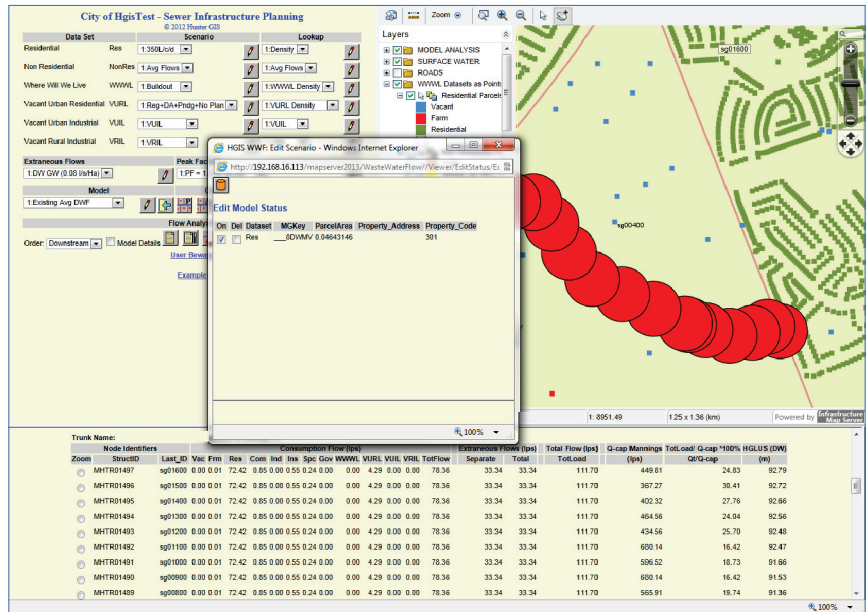 City of HgisTest - Sewer Infrastructure Planning
© 2012 Hunter GIS
Data Set Scenario Lookup
Residential Res 1:350L/c/d 1:Density
Non Residential NonRes 1:Avg Flows 1:Avg Flows
Where Will We Live WWWL 1:Buildout 1:WWWL Density
Vacant Urban Residential VURL 1:Reg+DA+Pndg+No Plan 1:VURL Density
Vacant Urban Industrial VUIL 1:VUIL 1:VUIL
Vacant Rural Industrial VRIL 1:VRIL
Extraneous Flows Peak Fac
1:DW GW (0.08 l/s/Ha) 1:PF = 1.
Model
1:Existing Avg DWF
Flow Analy
Order: Downstream Model Details
User Bewa
Example
Zoom
Layers
MODEL ANALYSIS
SURFACE WATER
ROADS
WWWL Datasets as Points
Residential Parcels
Vacant
Farm
Residential
sg01600
sg00400
HGIS WWF: Edit Scenario - Windows Internet Explorer
http://192.168.16.113/mapserver2013/WasteWaterFlow//Viewer/EditStatus/E
Edit Model Status
On Del Dataset MGKey ParcelArea Property_Address Property_Code
Res ___8DWMV 0.04643146 301
100%
1: 8951.49 1.25 x 1.36 (km) Powered by Infrastructure Map Server
Trunk Name:
Node Identifiers Consumption Flow (lps) Extraneous Flows (lps) Total Flow (lps) Q-cap Mannings TotLoad/ Q-cap *100% HGLUS (DW)
Zoom StructID Last_ID Vac Frm Res Com Ind Ins Spc Gov WWWL VURL VUIL VRIL TotFlow Separate Total TotLoad (lps) Qt/Q-cap (m)
MHTR01497 sg01600 0.00 0.01 72.42 0.85 0.00 0.55 0.24 0.00 0.00 4.29 0.00 0.00 78.36 33.34 33.34 111.70 449.81 24.83 92.79
MHTR01496 sg01500 0.00 0.01 72.42 0.85 0.00 0.55 0.24 0.00 0.00 4.29 0.00 0.00 78.36 33.34 33.34 111.70 367.27 30.41 92.72
MHTR01495 sg01400 0.00 0.01 72.42 0.85 0.00 0.55 0.24 0.00 0.00 4.29 0.00 0.00 78.36 33.34 33.34 111.70 402.32 27.76 92.66
MHTR01494 sg01300 0.00 0.01 72.42 0.85 0.00 0.55 0.24 0.00 0.00 4.29 0.00 0.00 78.36 33.34 33.34 111.70 464.56 24.04 92.56
MHTR01493 sg01200 0.00 0.01 72.42 0.85 0.00 0.55 0.24 0.00 0.00 4.29 0.00 0.00 78.36 33.34 33.34 111.70 434.56 25.70 92.48
MHTR01492 sg01100 0.00 0.01 72.42 0.85 0.00 0.55 0.24 0.00 0.00 4.29 0.00 0.00 78.36 33.34 33.34 111.70 680.14 16.42 92.47
MHTR01491 sg01000 0.00 0.01 72.42 0.85 0.00 0.55 0.24 0.00 0.00 4.29 0.00 0.00 78.36 33.34 33.34 111.70 596.52 18.73 91.66
MHTR01490 sg00900 0.00 0.01 72.42 0.85 0.00 0.55 0.24 0.00 0.00 4.29 0.00 0.00 78.36 33.34 33.34 111.70 680.14 16.42 91.53
MHTR01489 sg00800 0.00 0.01 72.42 0.85 0.00 0.55 0.24 0.00 0.00 4.29 0.00 0.00 78.36 33.34 33.34 111.70 565.91 19.74 91.36
100%